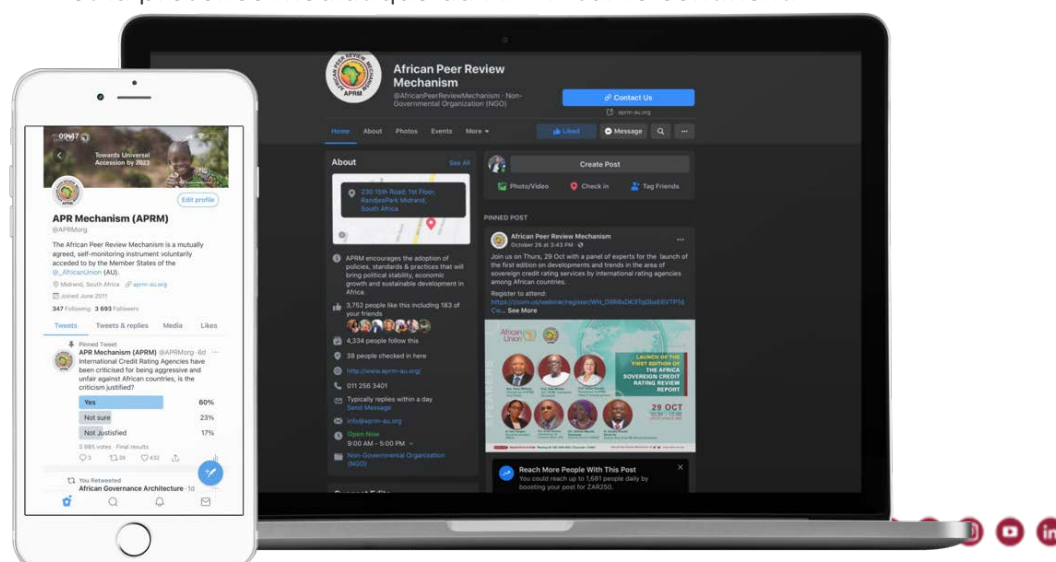 African Peer Review
Mechanism
@AfricanPeerReviewMechanism · Non-
Governmental Organization (NGO)
Contact Us
aprm-au.org
Home About Photos Events More
Liked Message
About See All
230 15th Road, 1st Floor,
RandjesPark Midrand,
South Africa
APRM encourages the adoption of
policies, standards & practices that will
bring political stability, economic
growth and sustainable development in
Africa.
3,752 people like this including 183 of
your friends
4,334 people follow this
38 people checked in here
http://www.aprm-au.org/
011 256 3401
Typically replies within a day
Send Message
info@aprm-au.org
Open Now
9:00 AM - 5:00 PM
Non-Governmental Organization
(NGO)
Create Post
Photo/Video Check in Tag Friends
PINNED POST
African Peer Review Mechanism
October 26 at 3:43 PM
Join us on Thurs, 29 Oct with a panel of experts for the launch of
the first edition on developments and trends in the area of
sovereign credit rating services by international rating agencies
among African countries.
Register to attend:
See More
African
Union
LAUNCH OF THE
FIRST EDITION OF
THE AFRICA
SOVEREIGN CREDIT
RATING REVIEW
REPORT
29 OCT
Reach More People With This Post
You could reach up to 1,681 people daily by
boosting your post for ZAR250.
Towards Universal
Accession by 2023
Edit profile
APR Mechanism (APRM)
@APRMorg
The African Peer Review Mechanism is a mutually
agreed, self-monitoring instrument voluntarily
acceded to by the Member States of the
@_AfricanUnion (AU).
Midrand, South Africa aprm-au.org
Joined June 2011
347 Following 3 693 Followers
Tweets Tweets & replies Media Likes
Pinned Tweet
APR Mechanism (APRM) @APRMorg · 6d
International Credit Rating Agencies have
been criticised for being aggressive and
unfair against African countries, is the
criticism justified?
Yes 60%
Not sure 23%
Not Justified 17%
3 885 votes · Final results
3 432
You Retweeted
African Governance Architecture · 1d
APRM
in